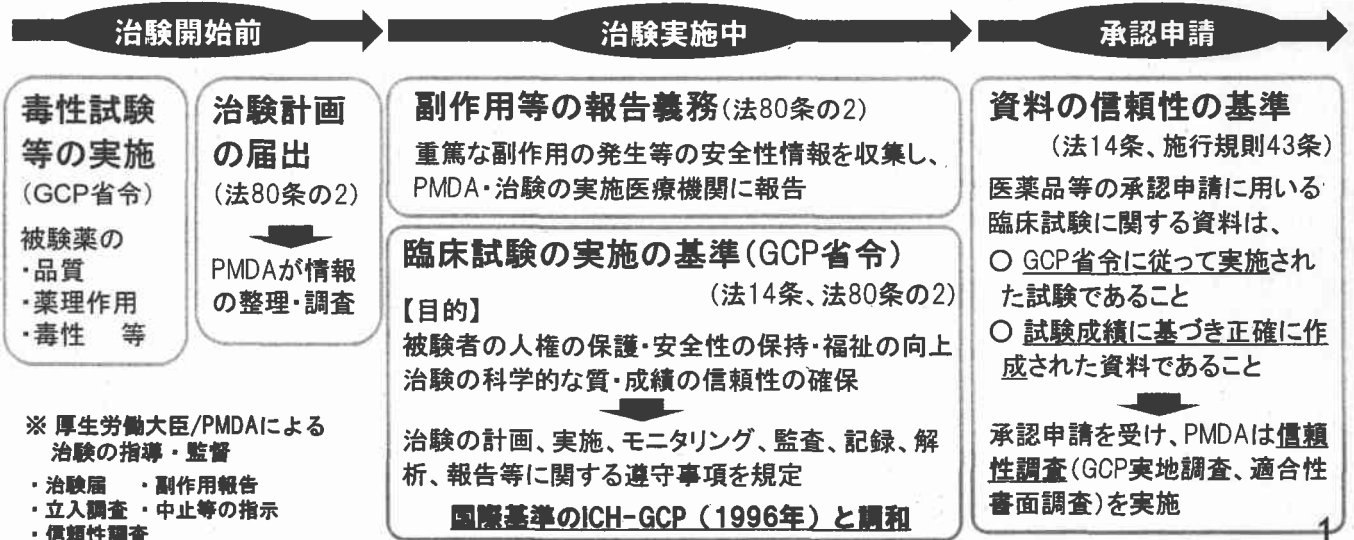 治験開始前
治験実施中
承認申請
毒性試験
等の実施
(GCP省令)
被験薬の
・品質
・薬理作用
・毒性　等
治験計画
の届出
(法80条の2)
PMDAが情報
の整理・調査
※ 厚生労働大臣/PMDAによる
治験の指導・監督
・治験届　・副作用報告
・立入調査 ・中止等の指示
・信頼性調査
副作用等の報告義務(法80条の2)
重篤な副作用の発生等の安全性情報を収集し、
PMDA・治験の実施医療機関に報告
臨床試験の実施の基準(GCP省令)
(法14条、法80条の2)
【目的】
被験者の人権の保護・安全性の保持・福祉の向上
治験の科学的な質・成績の信頼性の確保
治験の計画、実施、モニタリング、監査、記録、解
析、報告等に関する遵守事項を規定
国際基準のICH-GCP（1996年）と調和
資料の信頼性の基準
(法14条、施行規則43条)
医薬品等の承認申請に用いる
臨床試験に関する資料は、
○ GCP省令に従って実施され
た試験であること
○ 試験成績に基づき正確に作
成された資料であること
承認申請を受け、PMDAは信頼
性調査(GCP実地調査、適合性
書面調査)を実施
1